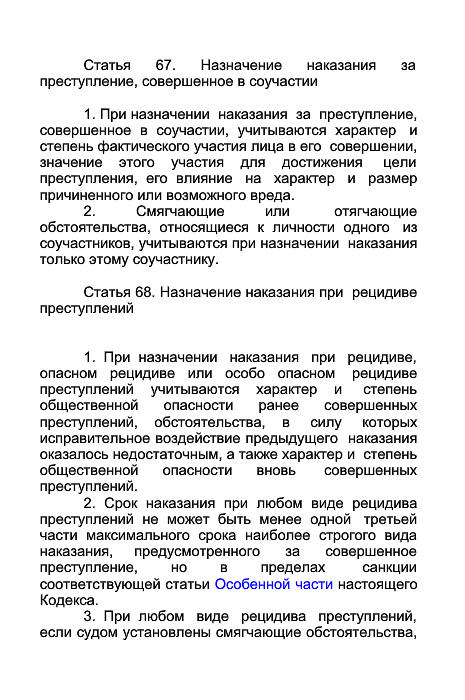 Статья 67. Назначение наказания за
преступление, совершенное в соучастии
1. При назначении наказания за преступление,
совершенное в соучастии, учитываются характер и
степень фактического участия лица в его совершении,
значение этого участия для достижения цели
преступления, его влияние на характер и размер
причиненного или возможного вреда.
2. Смягчающие или отягчающие
обстоятельства, относящиеся к личности одного из
соучастников, учитываются при назначении наказания
только этому соучастнику.
Статья 68. Назначение наказания при рецидиве
преступлений
1. При назначении наказания при рецидиве,
опасном рецидиве или особо опасном рецидиве
преступлений учитываются характер и степень
общественной опасности ранее совершенных
преступлений, обстоятельства, в силу которых
исправительное воздействие предыдущего наказания
оказалось недостаточным, а также характер и степень
общественной опасности вновь совершенных
преступлений.
2. Срок наказания при любом виде рецидива
преступлений не может быть менее одной третьей
части максимального срока наиболее строгого вида
наказания, предусмотренного за совершенное
преступление, но в пределах санкции
соответствующей статьи Особенной части настоящего
Кодекса.
3. При любом виде рецидива преступлений,
если судом установлены смягчающие обстоятельства,